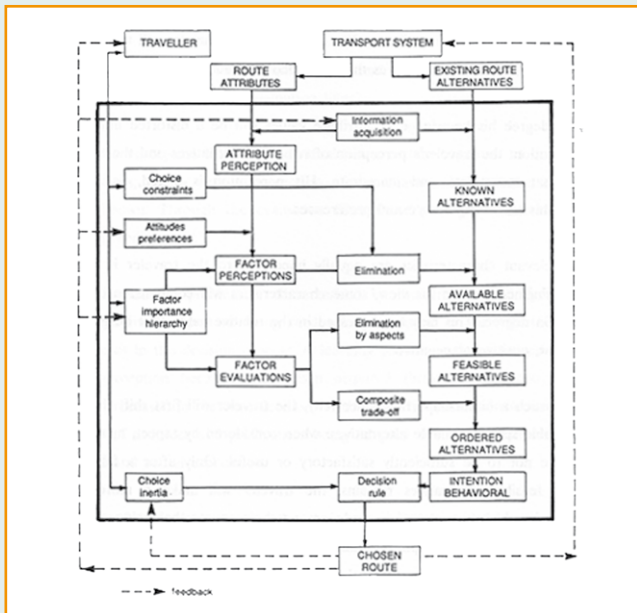 TRAVELLER
TRANSPORT SYSTEM
ROUTE
ATTRIBUTES
EXISTING ROUTE
ALTERNATIVES
Information
acquisition
ATTRIBUTE
PERCEPTION
Choice
constraints
KNOWN
ALTERNATIVES
Attitudes
preferences
FACTOR
PERCEPTIONS
Elimination
Factor
importance
hierarchy
AVAILABLE
ALTERNATIVES
Elimination
by aspects
FACTOR
EVALUATIONS
FEASIBLE
ALTERNATIVES
Composite
trade-off
ORDERED
ALTERNATIVES
Choice
inertia
Decision
rule
INTENTION
BEHAVIORAL
CHOSEN
ROUTE
feedback